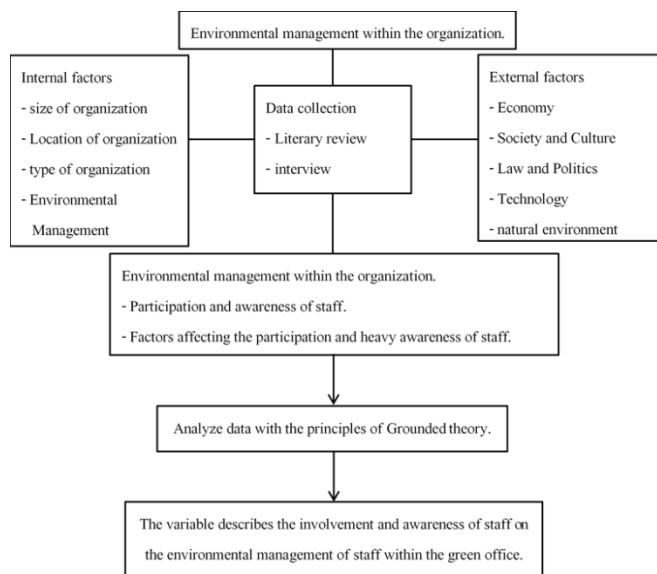 Environmental management within the organization.
Internal factors
- size of organization
- Location of organization
- type of organization
- Environmental
Management
Data collection
- Literary review
- interview
External factors
- Economy
- Society and Culture
- Law and Politics
- Technology
- natural environment
Environmental management within the organization.
- Participation and awareness of staff.
- Factors affecting the participation and heavy awareness of staff.
Analyze data with the principles of Grounded theory.
The variable describes the involvement and awareness of staff on
the environmental management of staff within the green office.